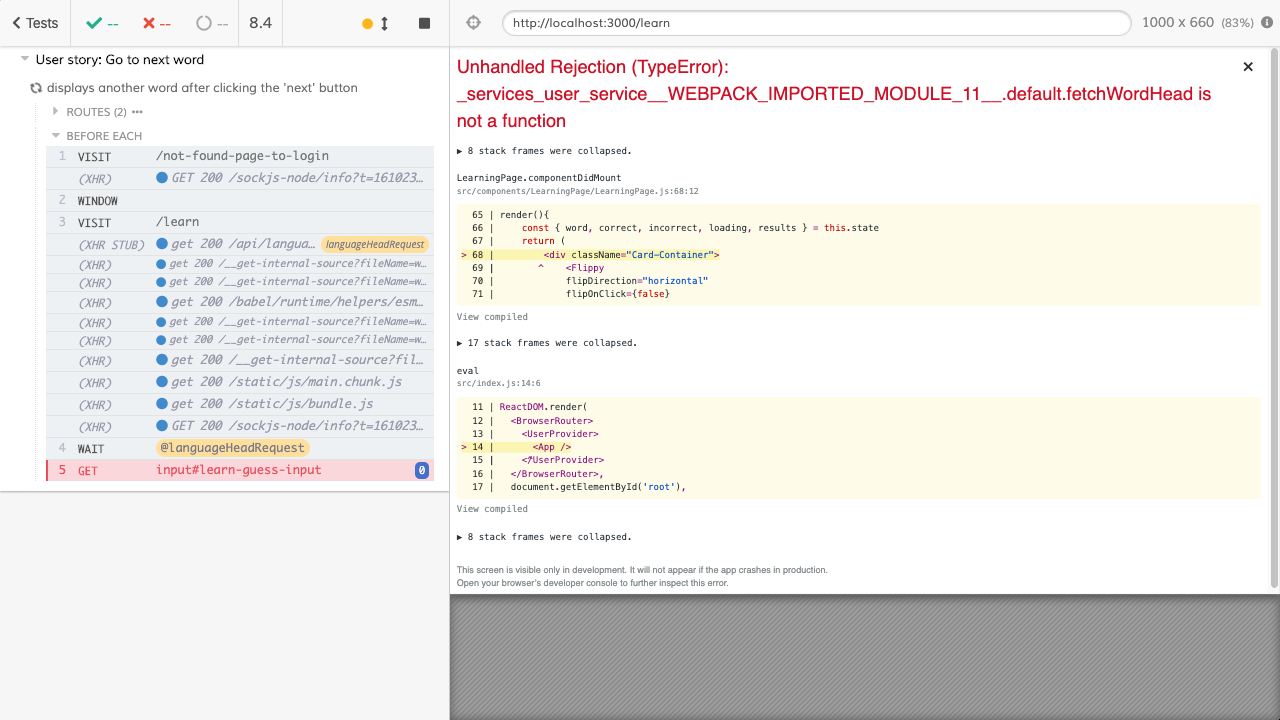 Tests
--
--
--
8.4
http://localhost:3000/learn
1000 x 660 (83%)
User story: Go to next word
displays another word after clicking the 'next' button
ROUTES (2)
BEFORE EACH
1 VISIT /not-found-page-to-login
(XHR) GET 200 /sockjs-node/info?t=161023…
2 WINDOW
3 VISIT /learn
(XHR STUB) get 200 /api/langua… languageHeadRequest
(XHR) get 200 /__get-internal-source?fileName=w…
(XHR) get 200 /__get-internal-source?fileName=w…
(XHR) get 200 /babel/runtime/helpers/esm…
(XHR) get 200 /__get-internal-source?fileName=w…
(XHR) get 200 /__get-internal-source?fileName=w…
(XHR) get 200 /__get-internal-source?fil…
(XHR) get 200 /static/js/main.chunk.js
(XHR) get 200 /static/js/bundle.js
(XHR) GET 200 /sockjs-node/info?t=161023…
4 WAIT @languageHeadRequest
5 GET input#learn-guess-input 0
Unhandled Rejection (TypeError):
_services_user_service__WEBPACK_IMPORTED_MODULE_11__.default.fetchWordHead is
not a function
▶ 8 stack frames were collapsed.
LearningPage.componentDidMount
src/components/LearningPage/LearningPage.js:68:12
65 | render(){
66 | const { word, correct, incorrect, loading, results } = this.state
67 | return (
> 68 | <div className="Card-Container">
69 | ^ <Flippy
70 | flipDirection="horizontal"
71 | flipOnClick={false}
View compiled
▶ 17 stack frames were collapsed.
eval
src/index.js:14:6
11 | ReactDOM.render(
12 | <BrowserRouter>
13 | <UserProvider>
> 14 | <App />
15 | </UserProvider>
16 | </BrowserRouter>,
17 | document.getElementById('root'),
View compiled
▶ 8 stack frames were collapsed.
This screen is visible only in development. It will not appear if the app crashes in production.
Open your browser's developer console to further inspect this error.